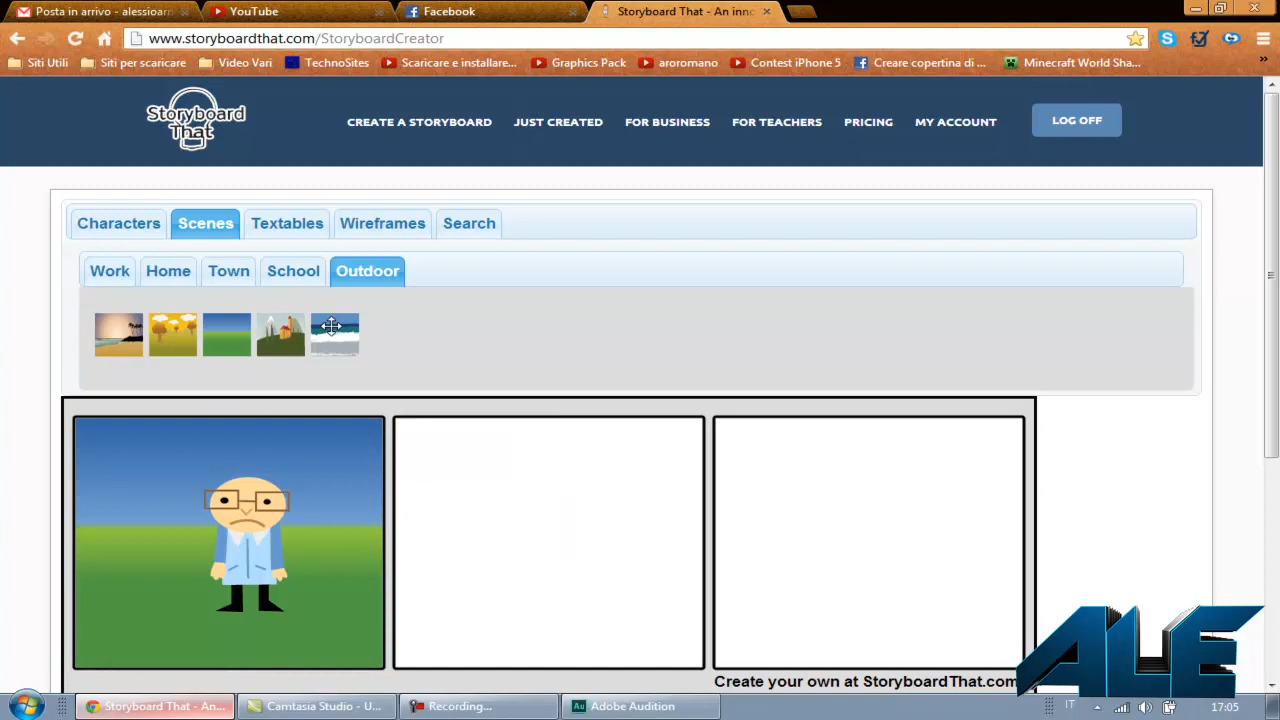 Posta in arrivo - alessioarm
YouTube
Facebook
Storyboard That - An inno
www.storyboardthat.com/StoryboardCreator
Siti Utili
Siti per scaricare
Video Vari
TechnoSites
Scaricare e installare...
Graphics Pack
aroromano
Contest iPhone 5
Creare copertina di ...
Minecraft World Sha...
Storyboard That
CREATE A STORYBOARD
JUST CREATED
FOR BUSINESS
FOR TEACHERS
PRICING
MY ACCOUNT
LOG OFF
Characters
Scenes
Textables
Wireframes
Search
Work
Home
Town
School
Outdoor
Create your own at StoryboardThat.com
ALE
Storyboard That - An...
Camtasia Studio - U...
Recording...
Au
Adobe Audition
IT
17:05